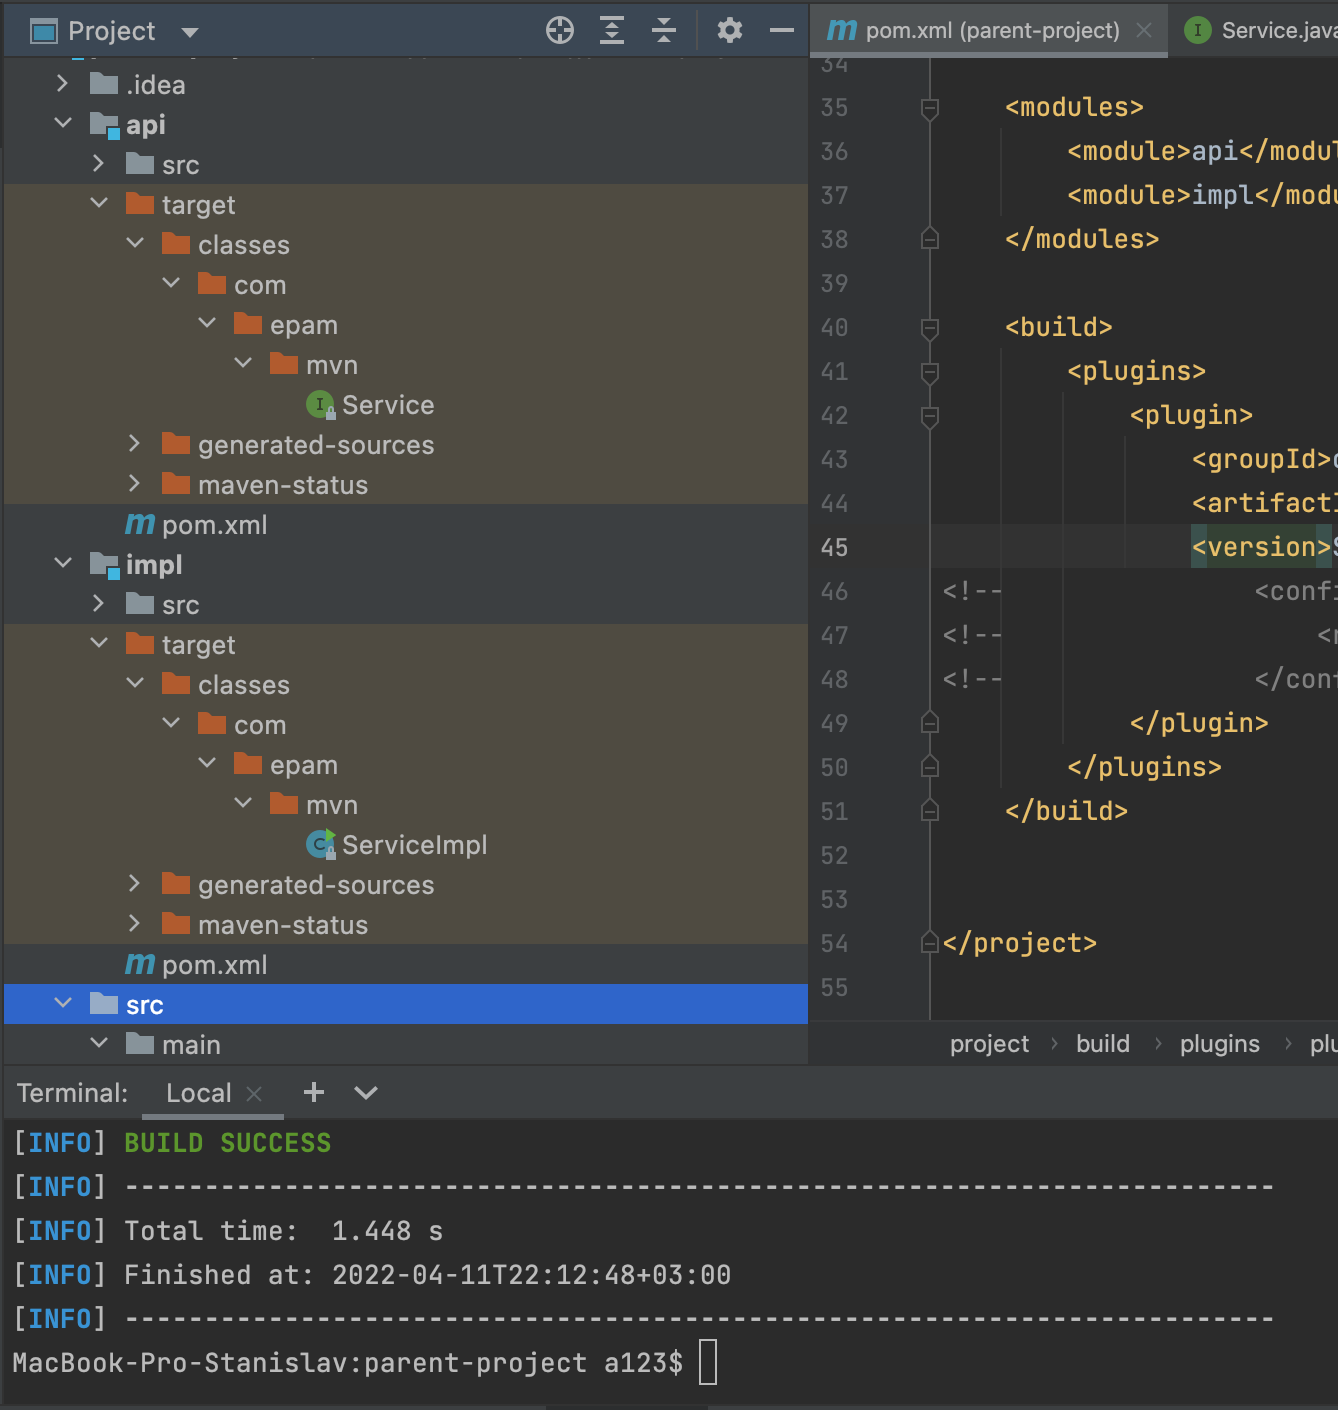 Project
.idea
api
src
target
classes
com
epam
mvn
I Service
generated-sources
maven-status
m pom.xml
impl
src
target
classes
com
epam
mvn
C ServiceImpl
generated-sources
maven-status
m pom.xml
src
main
m pom.xml (parent-project)
I Service.java
34
35 <modules>
36 <module>api</modul
37 <module>impl</modu
38 </modules>
39
40 <build>
41 <plugins>
42 <plugin>
43 <groupId>
44 <artifactI
45 <version>
46 <!-- <confi
47 <!-- <
48 <!-- </conf
49 </plugin>
50 </plugins>
51 </build>
52
53
54 </project>
55
project > build > plugins > plu
Terminal: Local
[INFO] BUILD SUCCESS
[INFO] ------------------------------------------------------------------------
[INFO] Total time:  1.448 s
[INFO] Finished at: 2022-04-11T22:12:48+03:00
[INFO] ------------------------------------------------------------------------
MacBook-Pro-Stanislav:parent-project a123$